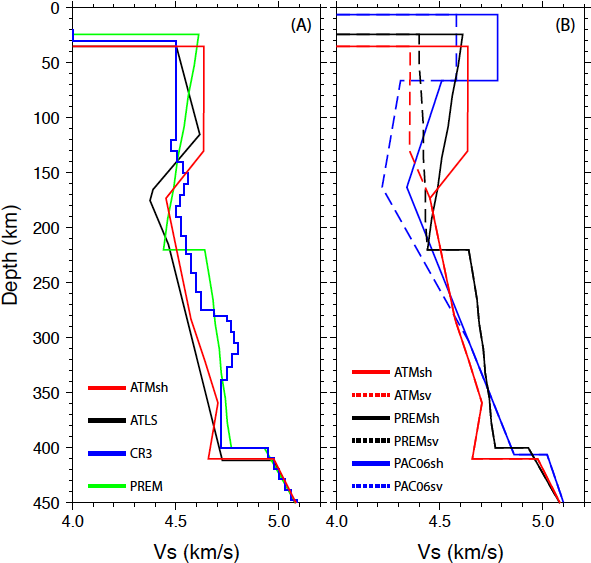 (A)
(B)
0
50
100
150
200
250
300
350
400
450
Depth (km)
ATMsh
ATLS
CR3
PREM
ATMsh
ATMsv
PREMsh
PREMsv
PAC06sh
PAC06sv
4.0
4.5
5.0
4.0
4.5
5.0
Vs (km/s)
Vs (km/s)